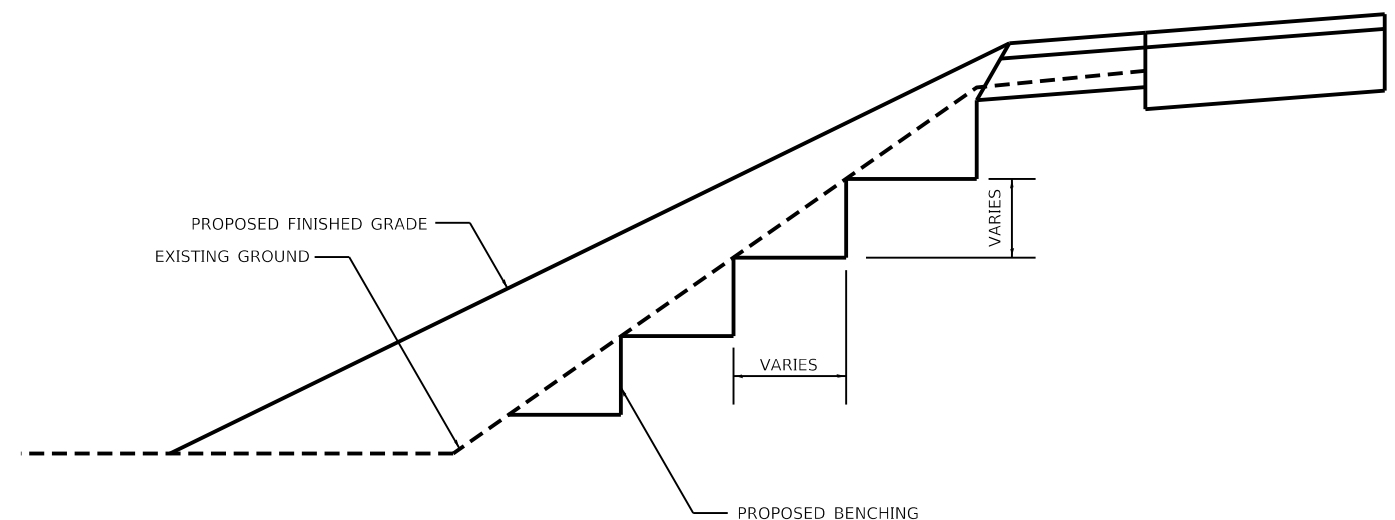 PROPOSED FINISHED GRADE
EXISTING GROUND
VARIES
VARIES
PROPOSED BENCHING